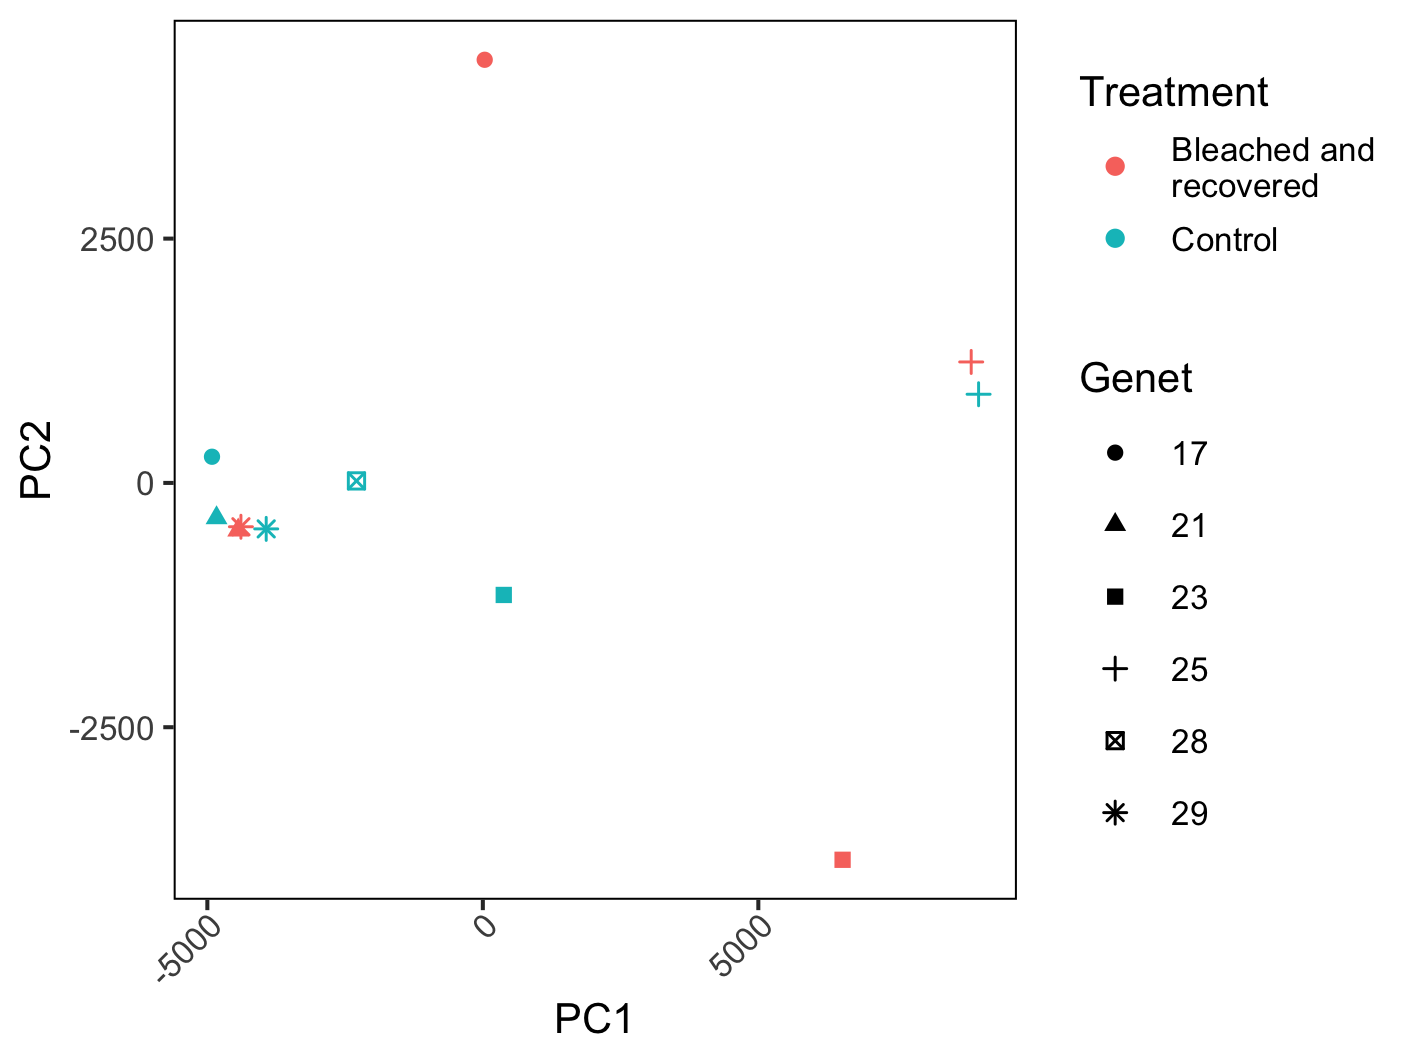 2500
0
-2500
PC2
-5000
0
5000
PC1
Treatment
Bleached and
recovered
Control
Genet
17
21
23
25
28
29